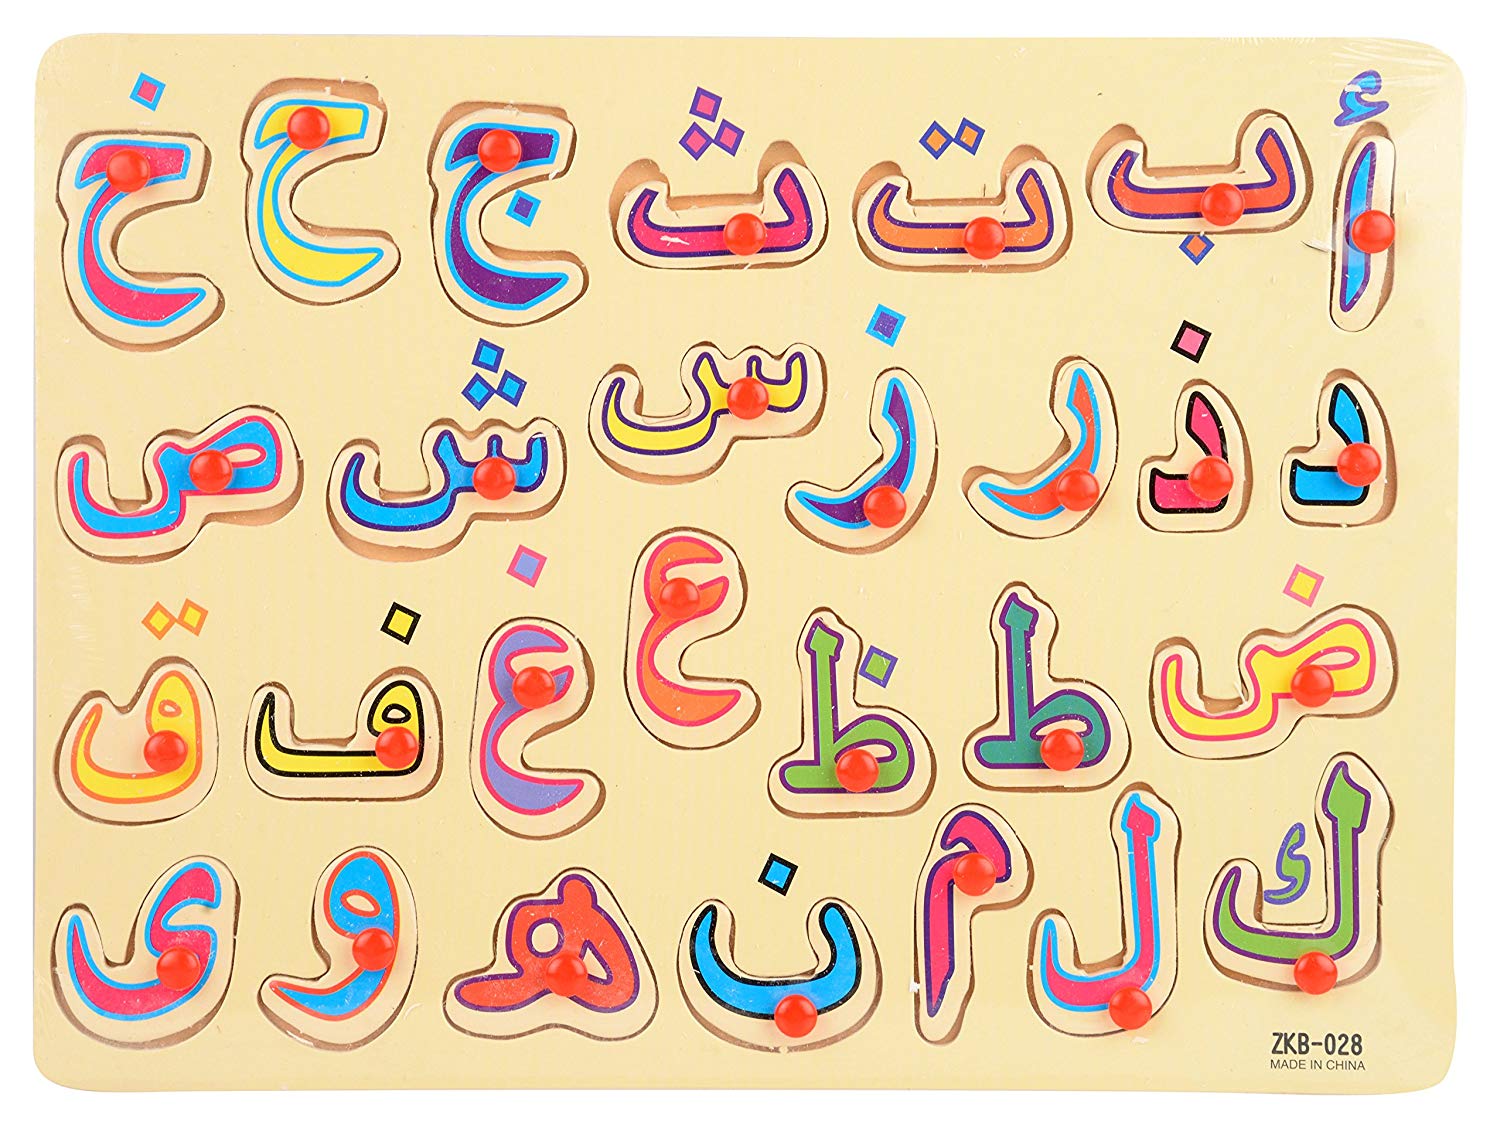 أ ب ت ث ج ح خ
د ذ ر ز س ش ص
ض ط ظ ع غ ف ق
ك ل م ن ه و ى
ZKB-028
MADE IN CHINA